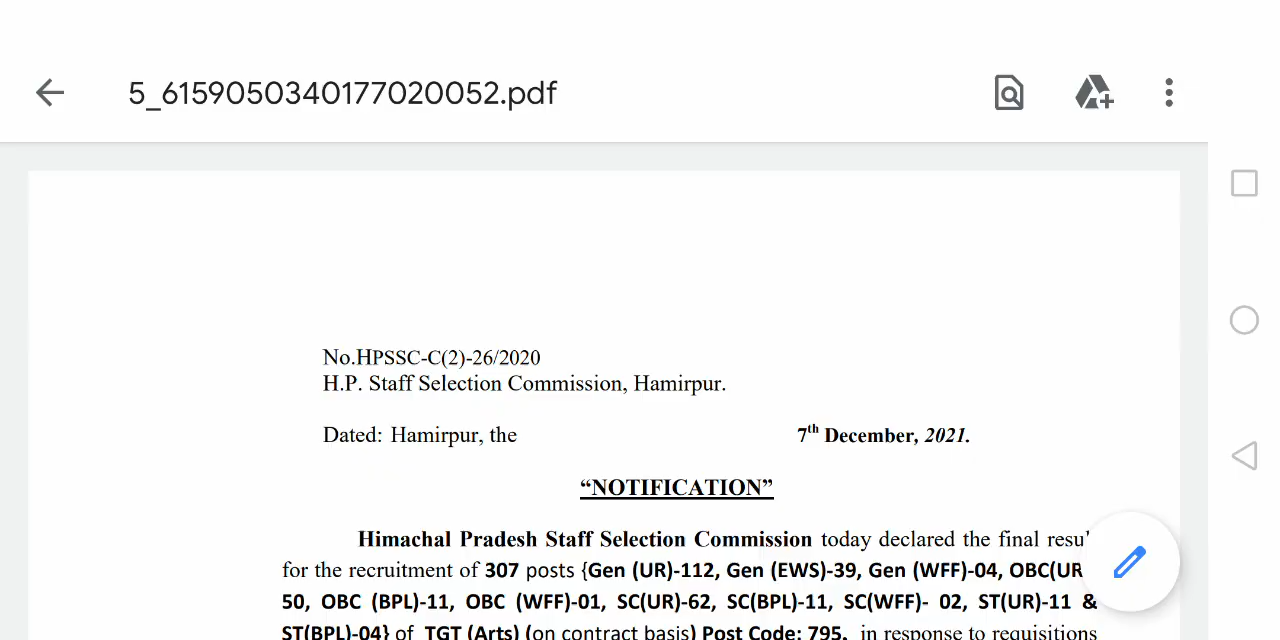 5_6159050340177020052.pdf
No.HPSSC-C(2)-26/2020
H.P. Staff Selection Commission, Hamirpur.
Dated: Hamirpur, the 7th December, 2021.
“NOTIFICATION”
Himachal Pradesh Staff Selection Commission today declared the final
for the recruitment of 307 posts {Gen (UR)-112, Gen (EWS)-39, Gen (WFF)-04, OBC(UR
50, OBC (BPL)-11, OBC (WFF)-01, SC(UR)-62, SC(BPL)-11, SC(WFF)- 02, ST(UR)-11 &
ST(BPL)-04} of TGT (Arts) (on contract basis) Post Code: 795, in response to requisitions